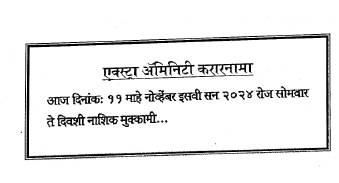 एक्स्ट्रा ॲमिनिटी करारनामा
आज दिनांक: ११ माहे नोव्हेंबर इसवी सन २०२४ रोज सोमवार
ते दिवशी नाशिक मुक्कामी...